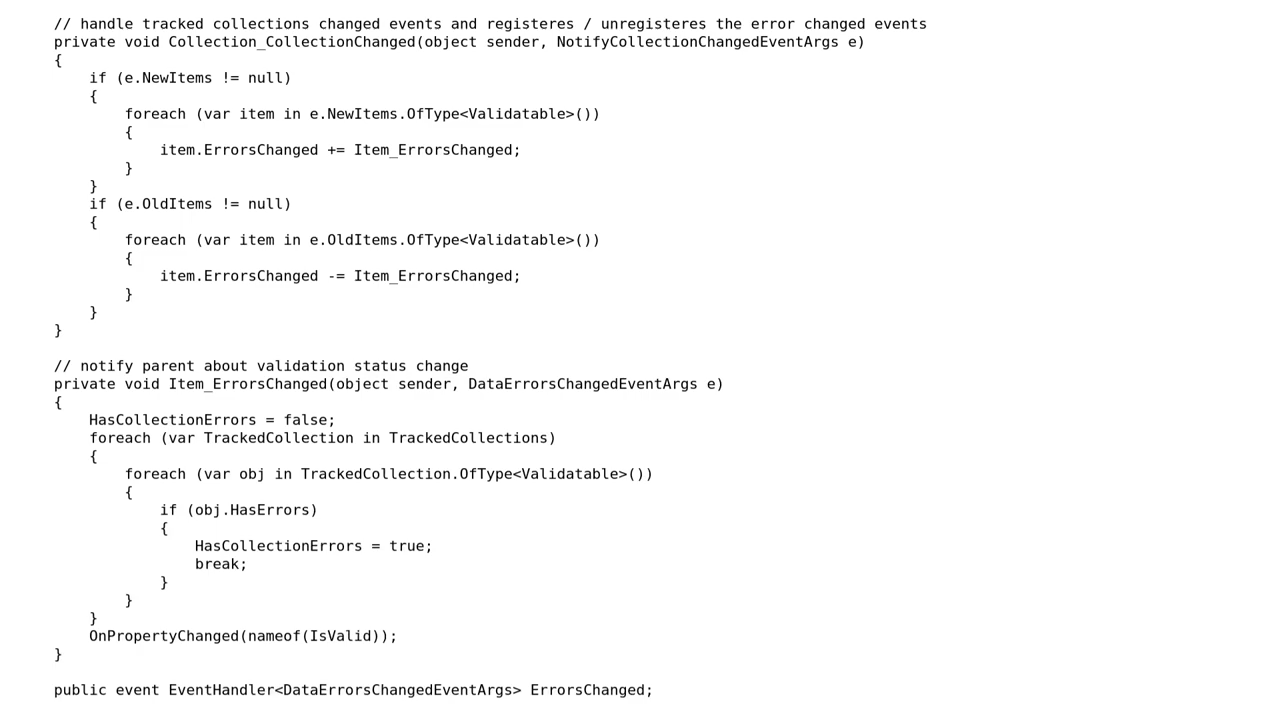 // handle tracked collections changed events and registeres / unregisteres the error changed events
private void Collection_CollectionChanged(object sender, NotifyCollectionChangedEventArgs e)
{
    if (e.NewItems != null)
    {
        foreach (var item in e.NewItems.OfType<Validatable>())
        {
            item.ErrorsChanged += Item_ErrorsChanged;
        }
    }
    if (e.OldItems != null)
    {
        foreach (var item in e.OldItems.OfType<Validatable>())
        {
            item.ErrorsChanged -= Item_ErrorsChanged;
        }
    }
}

// notify parent about validation status change
private void Item_ErrorsChanged(object sender, DataErrorsChangedEventArgs e)
{
    HasCollectionErrors = false;
    foreach (var TrackedCollection in TrackedCollections)
    {
        foreach (var obj in TrackedCollection.OfType<Validatable>())
        {
            if (obj.HasErrors)
            {
                HasCollectionErrors = true;
                break;
            }
        }
    }
    OnPropertyChanged(nameof(IsValid));
}

public event EventHandler<DataErrorsChangedEventArgs> ErrorsChanged;